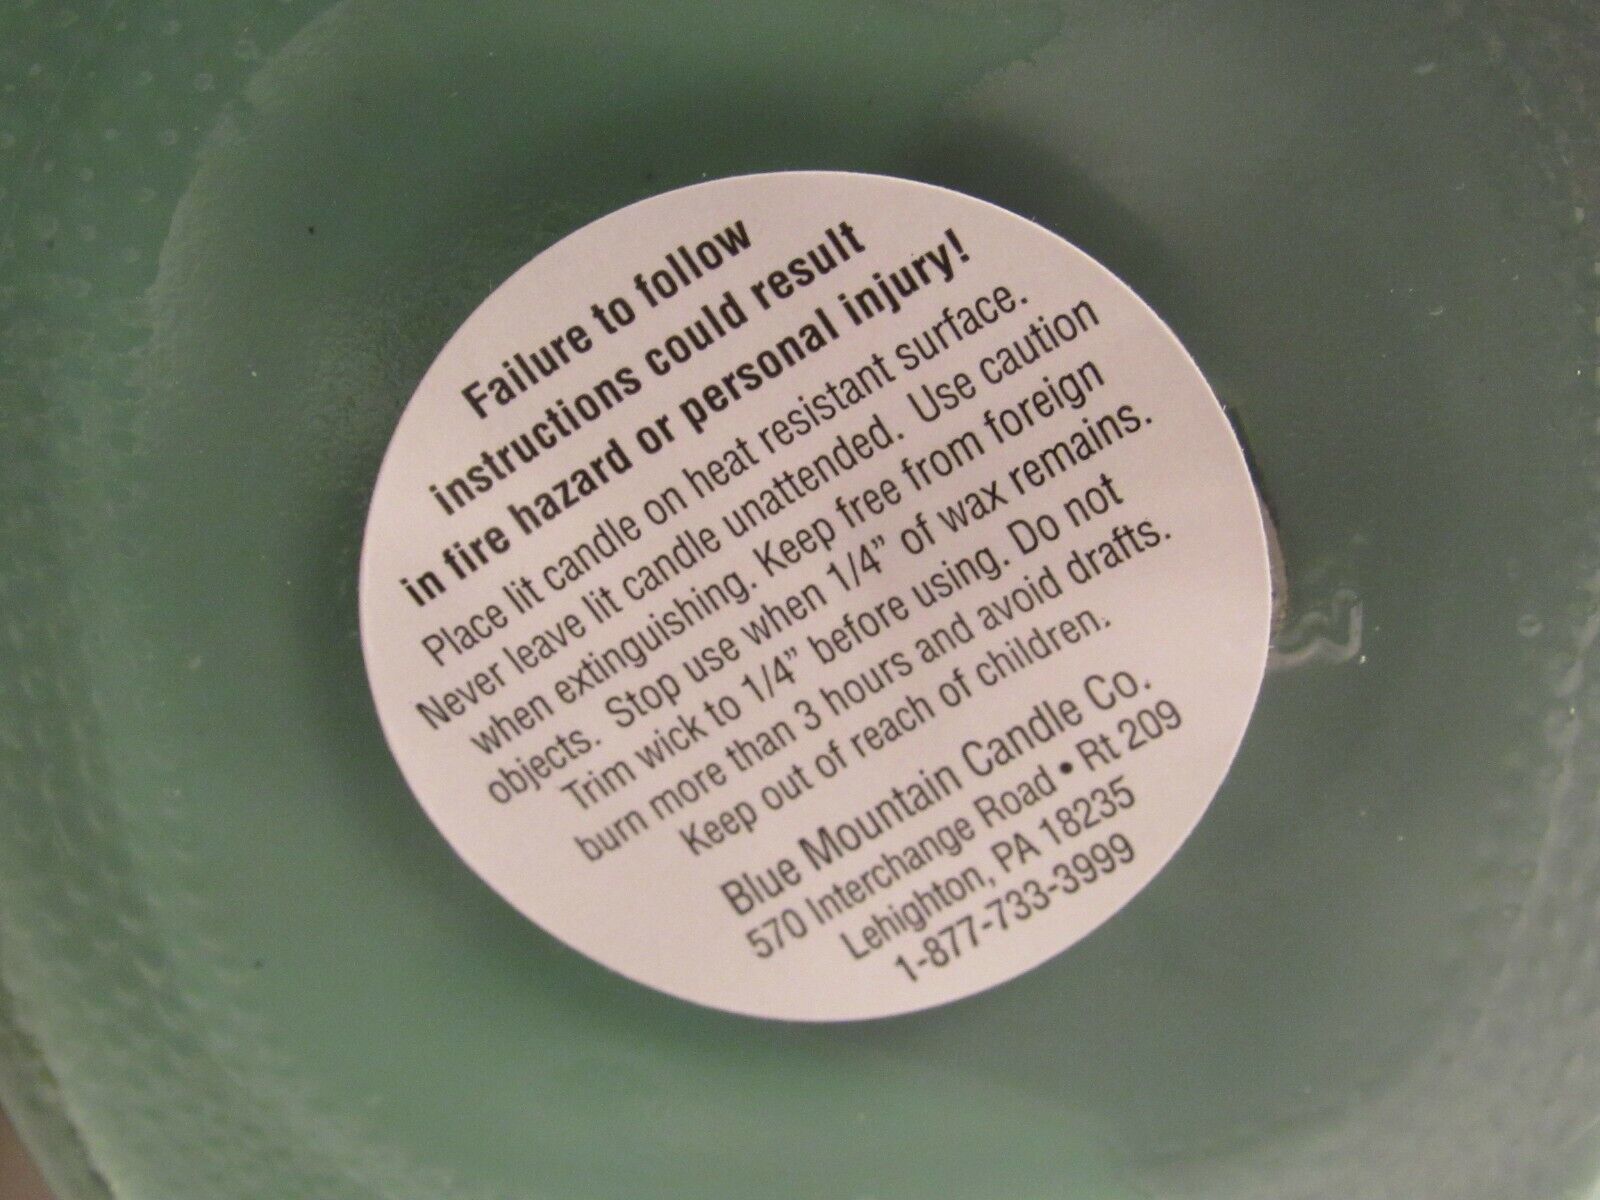 Failure to follow
instructions could result
in fire hazard or personal injury!
Place lit candle on heat resistant surface.
Never leave lit candle unattended. Use caution
when extinguishing. Keep free from foreign
objects. Stop use when 1/4” of wax remains.
Trim wick to 1/4” before using. Do not
burn more than 3 hours and avoid drafts.
Keep out of reach of children.
Blue Mountain Candle Co.
570 Interchange Road • Rt 209
Lehighton, PA 18235
1-877-733-3999